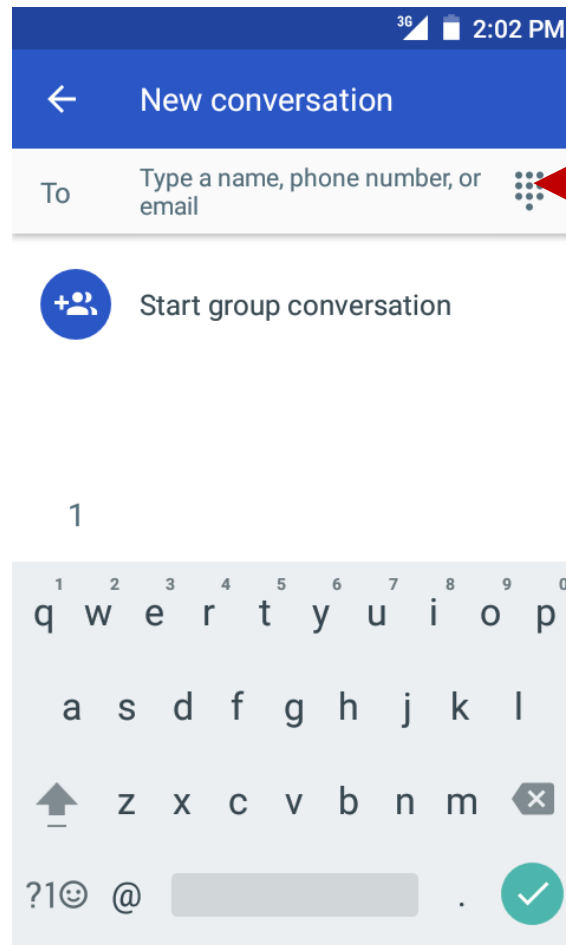 3G 2:02 PM
New conversation
To
Type a name, phone number, or
email
Start group conversation
1
1 2 3 4 5 6 7 8 9 0
q w e r t y u i o p
a s d f g h j k l
z x c v b n m
?1☺ @ .